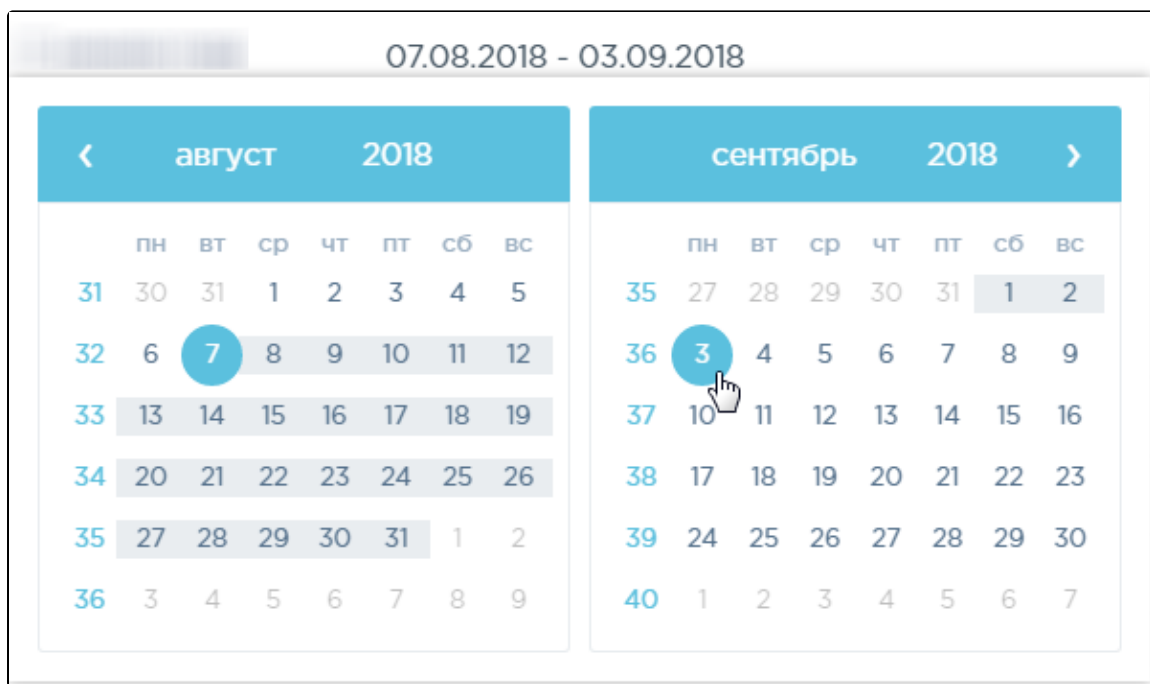 07.08.2018 - 03.09.2018
август 2018
пн вт ср чт пт сб вс
31 30 31 1 2 3 4 5
32 6 7 8 9 10 11 12
33 13 14 15 16 17 18 19
34 20 21 22 23 24 25 26
35 27 28 29 30 31 1 2
36 3 4 5 6 7 8 9
сентябрь 2018
пн вт ср чт пт сб вс
35 27 28 29 30 31 1 2
36 3 4 5 6 7 8 9
37 10 11 12 13 14 15 16
38 17 18 19 20 21 22 23
39 24 25 26 27 28 29 30
40 1 2 3 4 5 6 7